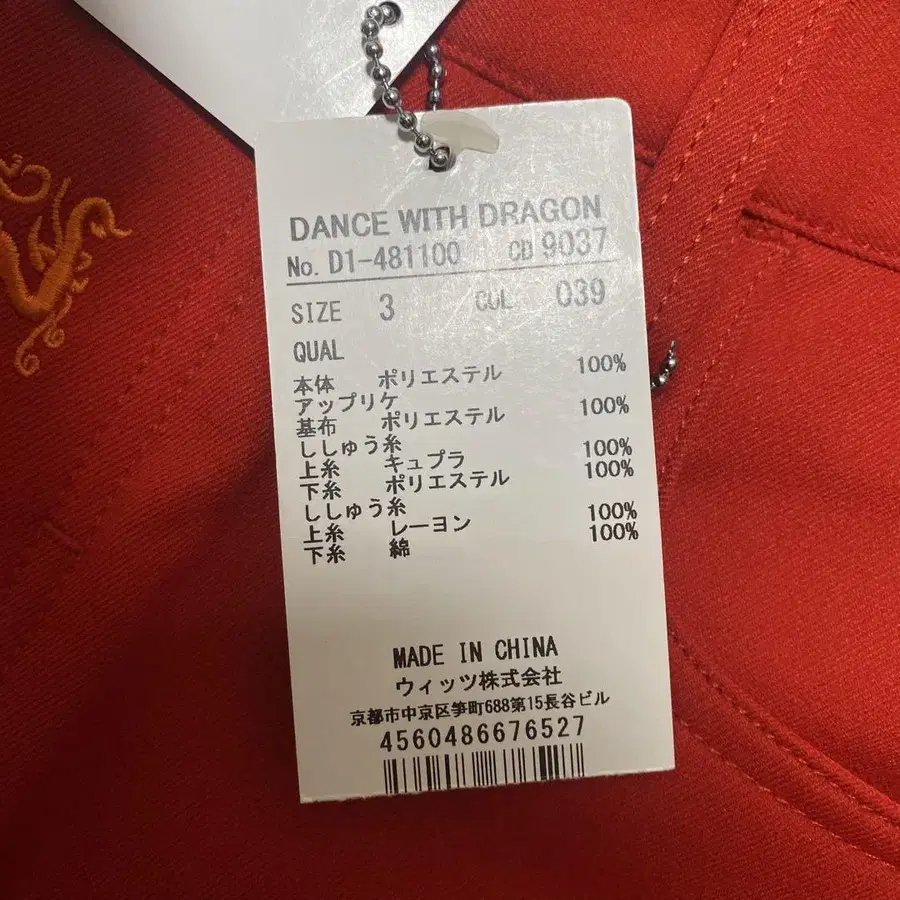 DANCE WITH DRAGON
No. D1-481100 CD 9037
SIZE 3 COL 039
QUAL
本体 ポリエステル 100%
アップリケ
基布 ポリエステル 100%
ししゅう糸
上糸 キュプラ 100%
下糸 ポリエステル 100%
ししゅう糸
上糸 レーヨン 100%
下糸 綿 100%
MADE IN CHINA
ウィッツ株式会社
京都市中京区笋町688第15長谷ビル
4560486676527